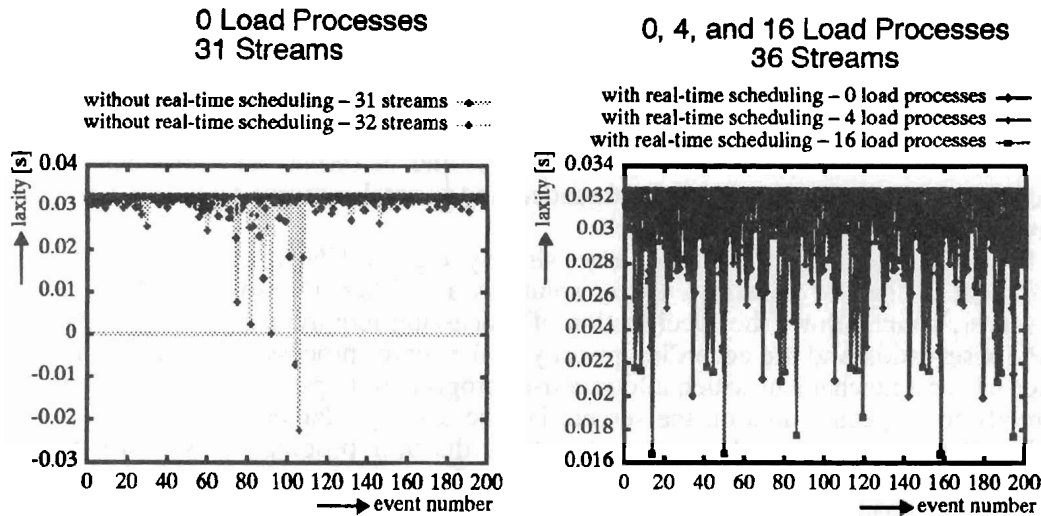 0 Load Processes
31 Streams
without real-time scheduling – 31 streams
without real-time scheduling – 32 streams
laxity [s]
0.04
0.03
0.02
0.01
0
-0.01
-0.02
-0.03
0 20 40 60 80 100 120 140 160 180 200
event number
0, 4, and 16 Load Processes
36 Streams
with real-time scheduling – 0 load processes
with real-time scheduling – 4 load processes
with real-time scheduling – 16 load processes
laxity [s]
0.034
0.032
0.03
0.028
0.026
0.024
0.022
0.02
0.018
0.016
0 20 40 60 80 100 120 140 160 180 200
event number